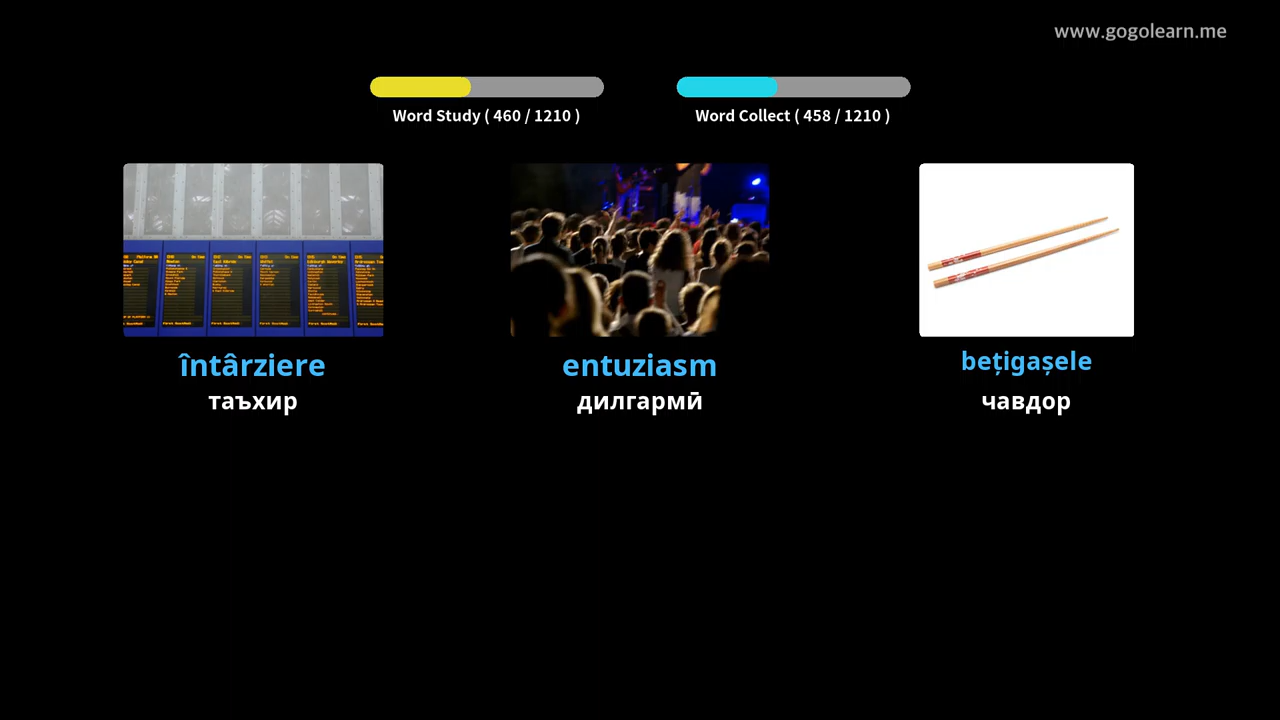 www.gogolearn.me
Word Study ( 460 / 1210 )
Word Collect ( 458 / 1210 )
întârziere
entuziasm
bețigașele
таъхир
дилгармӣ
чавдор